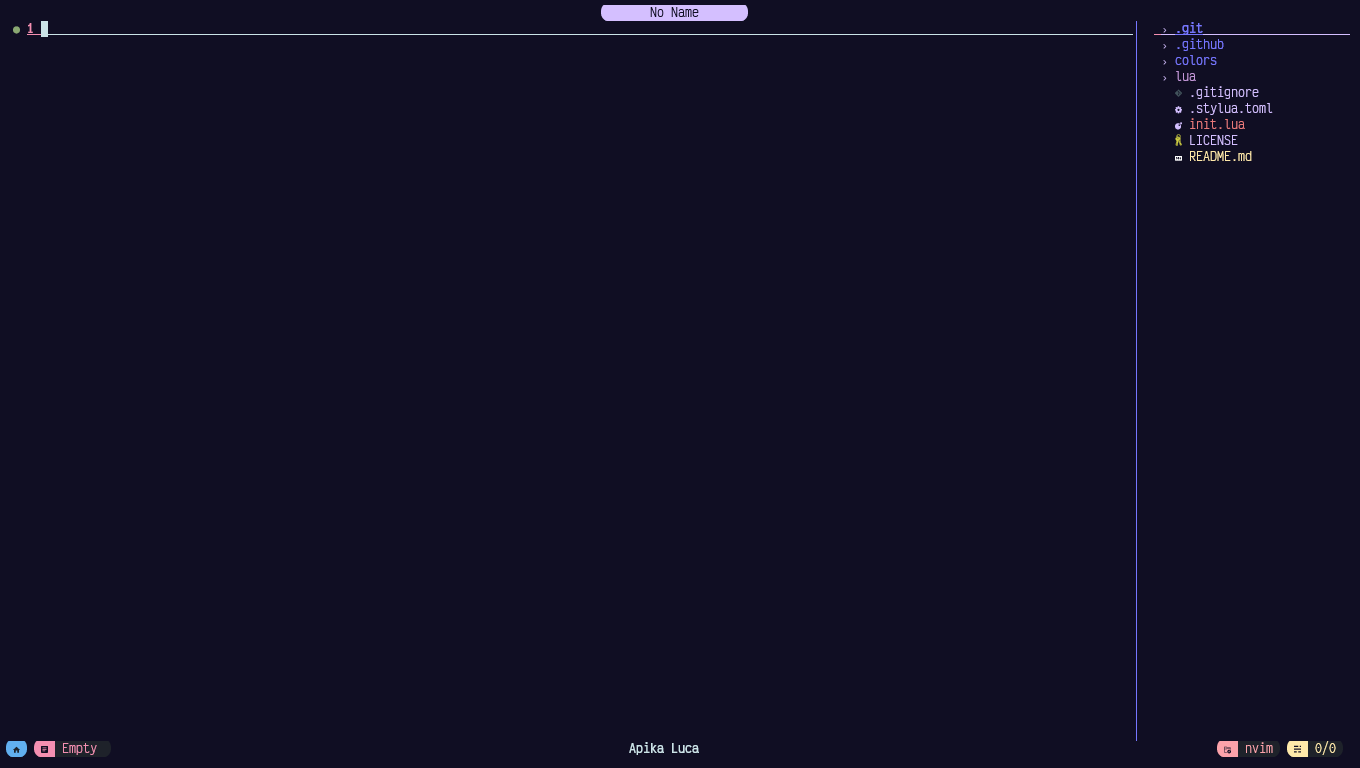 No Name
1
.git
.github
colors
lua
.gitignore
.stylua.toml
init.lua
LICENSE
README.md
Empty
Apika Luca
nvim
0/0